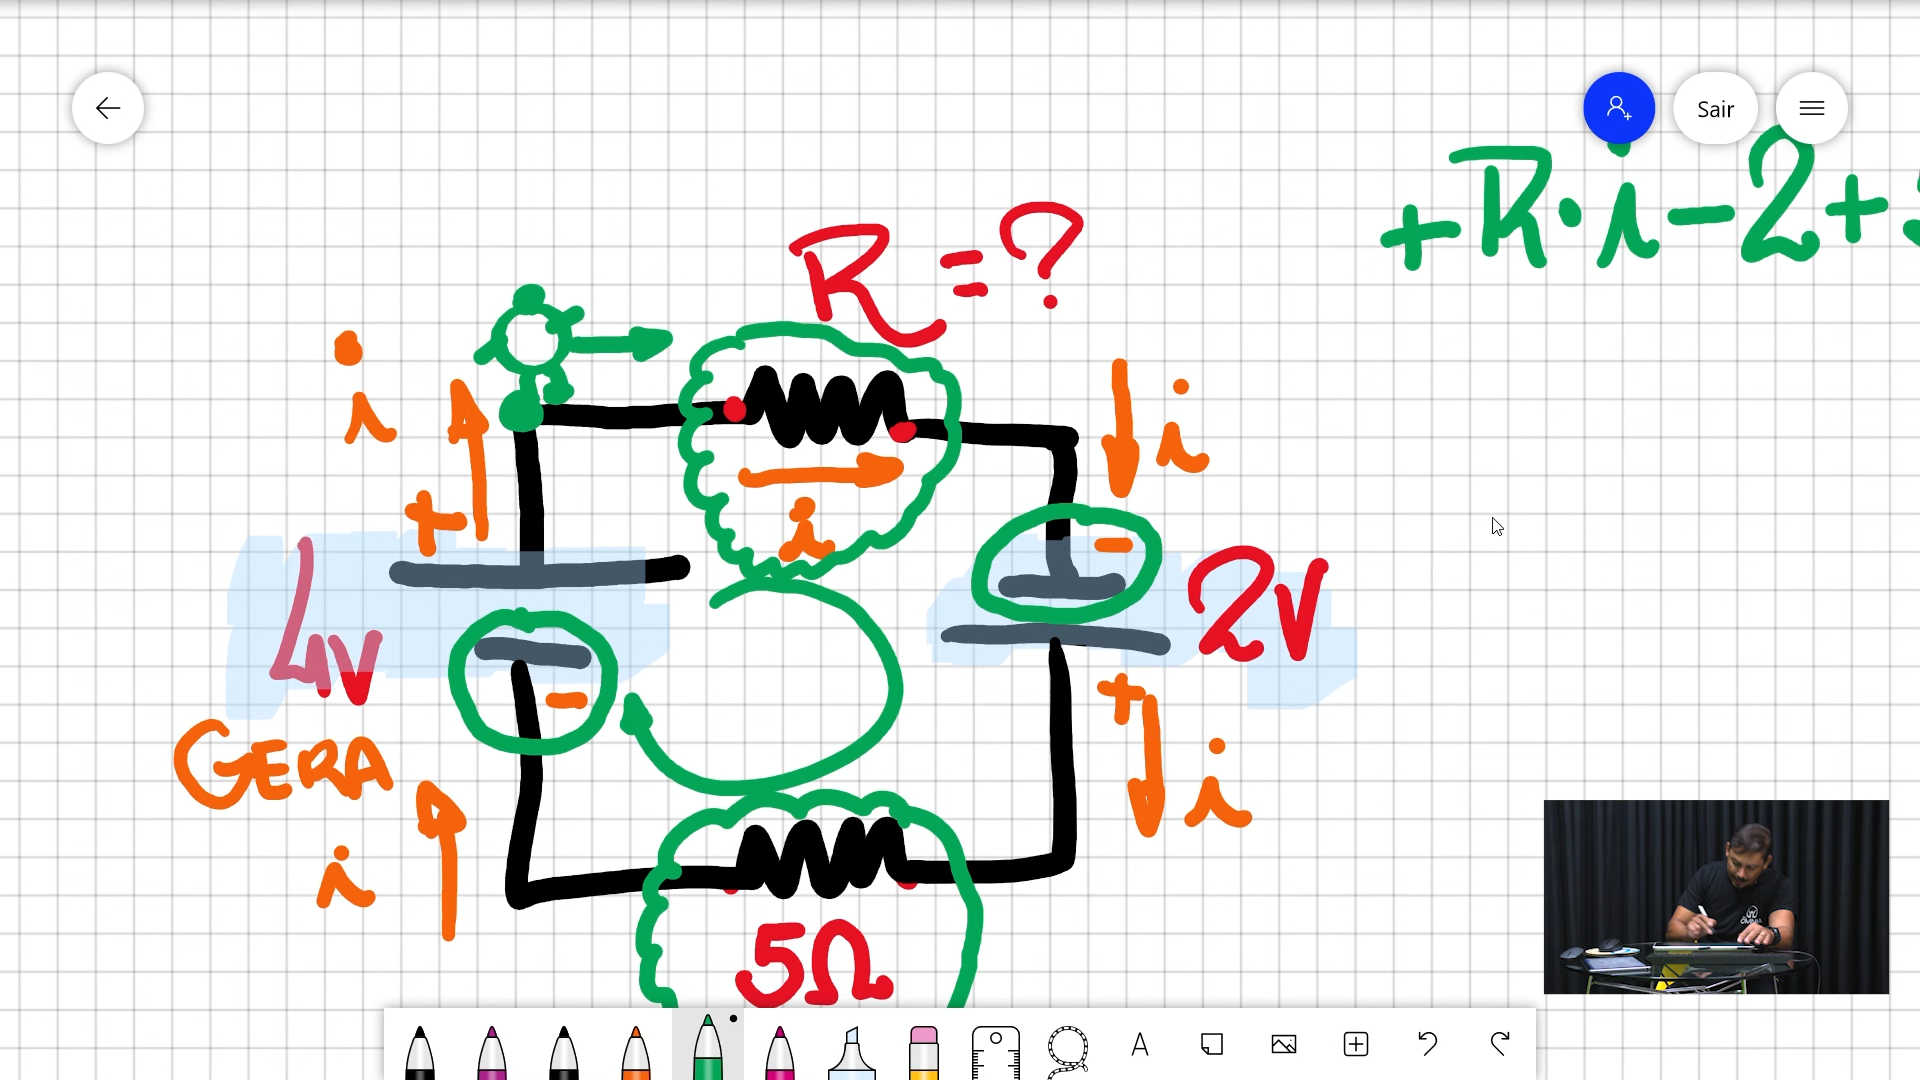 Sair
+R·i-2+
R=?
i
i
i
+
-
4V
2V
-
+
GERA
i
i
5Ω